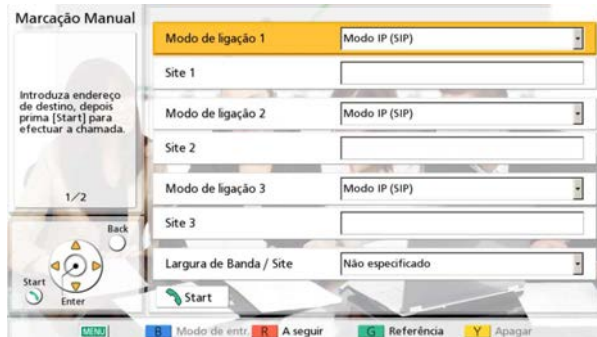 Marcação Manual
Introduza endereço
de destino, depois
prima [Start] para
efectuar a chamada.
1/2
Back
Start
Enter
Modo de ligação 1
Modo IP (SIP)
Site 1
Modo de ligação 2
Modo IP (SIP)
Site 2
Modo de ligação 3
Modo IP (SIP)
Site 3
Largura de Banda / Site
Não especificado
Start
MENU B Modo de entr. R A seguir G Referência Y Apagar